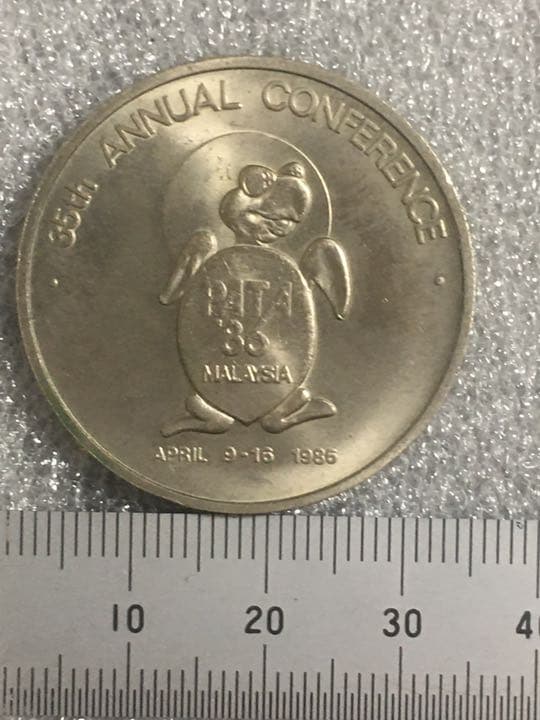 35th ANNUAL CONFERENCE
PATA
'86
MALAYSIA
APRIL 9-16 1986
10 20 30